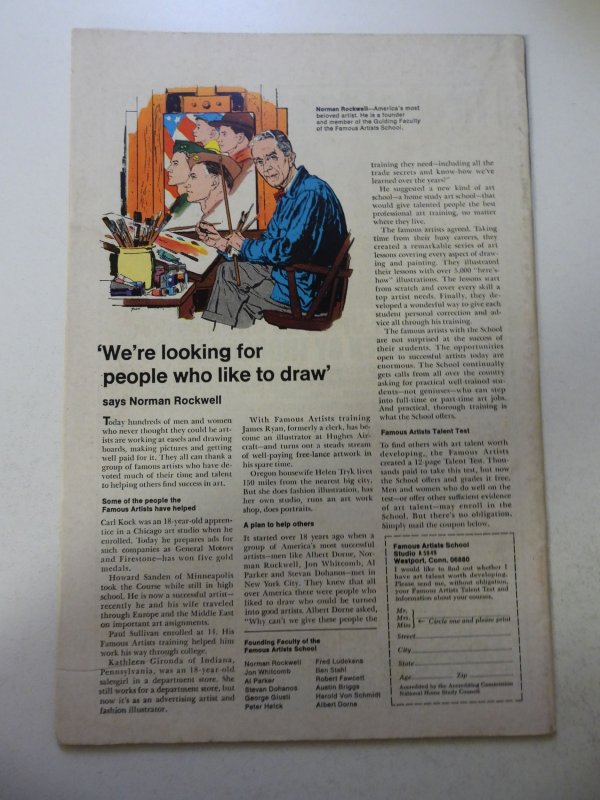 Norman Rockwell—America's most
beloved artist. He is a founder
and member of the Guiding Faculty
of the Famous Artists School.
'We're looking for
people who like to draw'
says Norman Rockwell
Today hundreds of men and women
who never thought they could be art-
ists are working at easels and drawing
boards, making pictures and getting
well paid for it. They all can thank a
group of famous artists who have de-
voted much of their time and talent
to helping others find success in art.
Some of the people the
Famous Artists have helped
Carl Kock was an 18-year-old appren-
tice in a Chicago art studio when he
enrolled. Today he prepares ads for
such companies as General Motors
and Firestone—has won five gold
medals.
Howard Sanden of Minneapolis
took the Course while still in high
school. He is now a successful artist—
recently he and his wife traveled
through Europe and the Middle East
on important art assignments.
Paul Sullivan enrolled at 14. His
Famous Artists training helped him
work his way through college.
Kathleen Gironda of Indiana,
Pennsylvania, was an 18-year-old
salesgirl in a department store. She
still works for a department store, but
now it's as an advertising artist and
fashion illustrator.
With Famous Artists training
James Ryan, formerly a clerk, has be-
come an illustrator at Hughes Air-
craft—and turns out a steady stream
of well-paying free-lance artwork in
his spare time.
Oregon housewife Helen Tryk lives
150 miles from the nearest big city.
But she does fashion illustration, has
her own studio, runs an art work
shop, does portraits.
A plan to help others
It started over 18 years ago when a
group of America's most successful
artists—men like Albert Dorne, Nor-
man Rockwell, Jon Whitcomb, Al
Parker and Stevan Dohanos—met in
New York City. They knew that all
over America there were people who
liked to draw who could be turned
into good artists. Albert Dorne asked,
"Why can't we give these people the
Founding Faculty of the
Famous Artists School
Norman Rockwell
Jon Whitcomb
Al Parker
Stevan Dohanos
George Giusti
Peter Helck
Fred Ludekens
Ben Stahl
Robert Fawcett
Austin Briggs
Harold Von Schmidt
Albert Dorne
training they need—including all the
trade secrets and know-how we've
learned over the years?"
He suggested a new kind of art
school—a home study art school—that
would give talented people the best
professional art training, no matter
where they live.
The famous artists agreed. Taking
time from their busy careers, they
created a remarkable series of art
lessons covering every aspect of draw-
ing and painting. They illustrated
their lessons with over 5,000 "here's-
how" illustrations. The lessons start
from scratch and cover every skill a
top artist needs. Finally, they de-
veloped a wonderful way to give each
student personal correction and ad-
vice all through his training.
The famous artists with the School
are not surprised at the success of
their students. The opportunities
open to successful artists today are
enormous. The School continually
gets calls from all over the country
asking for practical well-trained stu-
dents—not geniuses—who can step
into full-time or part-time art jobs.
And practical, thorough training is
what the School offers.
Famous Artists Talent Test
To find others with art talent worth
developing, the Famous Artists
created a 12-page Talent Test. Thou-
sands paid to take this test, but now
the School offers and grades it free.
Men and women who do well on the
test—or offer other sufficient evidence
of art talent—may enroll in the
School. But there's no obligation.
Simply mail the coupon below.
Famous Artists School
Studio
Westport, Conn. 06880
I would like to find out whether I
have art talent worth developing.
Please send me, without obligation,
your Famous Artists Talent Test and
information about your courses.
Mr.
Mrs.
Miss
← Circle one and please print
Street
City
State
Age Zip
Accredited by the Accrediting Commission
National Home Study Council